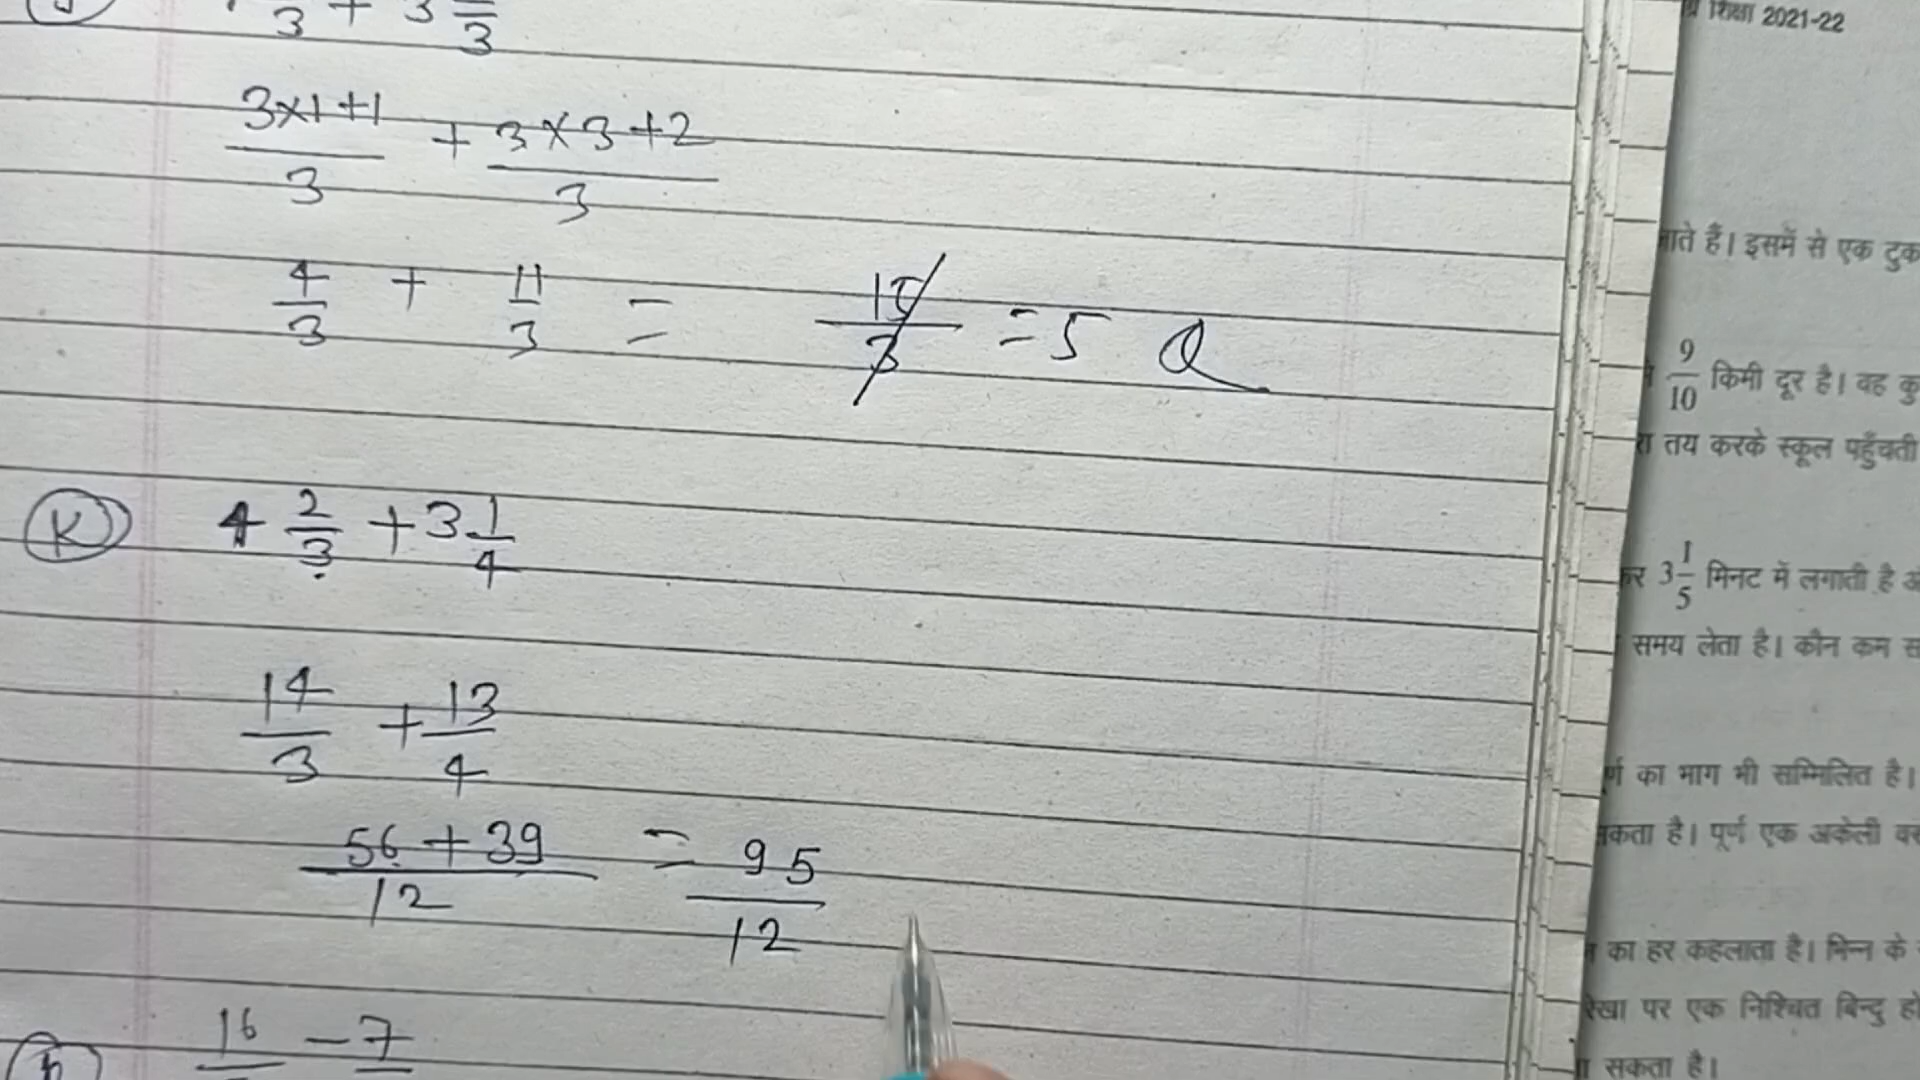 3 + 3 3
3×1+1/3 + 3×3+2/3
4/3 + 11/3 = 15/3 = 5
K 4 2/3 + 3 1/4
14/3 + 13/4
56+39/12 = 95/12
16 - 7
शिक्षा 2021-22
हैं। इसमें से एक
9/10 किमी दूर है। वह
तय करके स्कूल पहुँचती
3 1/5 मिनट में लगाती है
समय लेता है। कौन कम
का भाग भी सम्मिलित है।
है। पूर्ण एक अकेली
का हर कहलाता है। भिन्न के
पर एक निश्चित बिन्दु
सकता है।